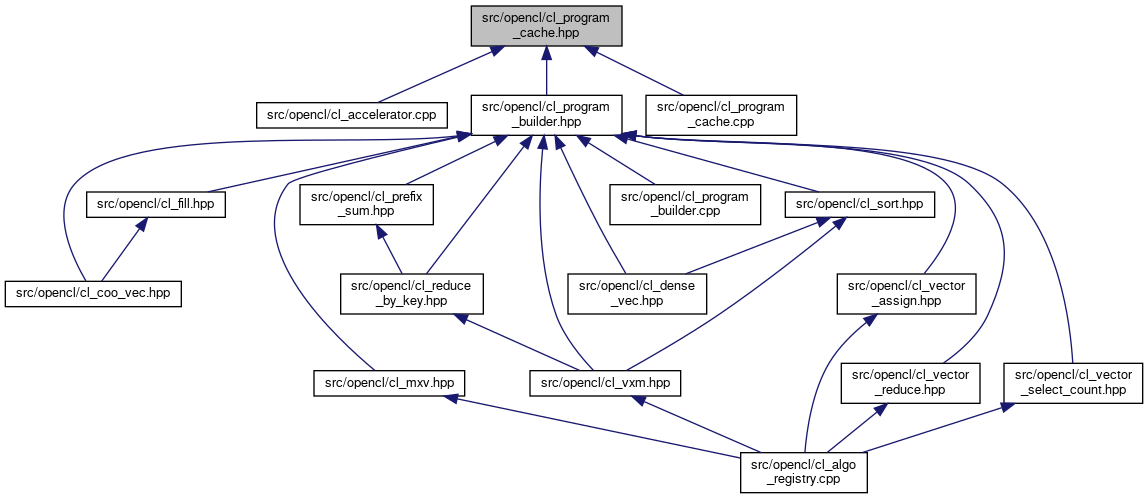 src/opencl/cl_program
_cache.hpp
src/opencl/cl_accelerator.cpp
src/opencl/cl_program
_builder.hpp
src/opencl/cl_program
_cache.cpp
src/opencl/cl_fill.hpp
src/opencl/cl_prefix
_sum.hpp
src/opencl/cl_program
_builder.cpp
src/opencl/cl_sort.hpp
src/opencl/cl_coo_vec.hpp
src/opencl/cl_reduce
_by_key.hpp
src/opencl/cl_dense
_vec.hpp
src/opencl/cl_vector
_assign.hpp
src/opencl/cl_mxv.hpp
src/opencl/cl_vxm.hpp
src/opencl/cl_vector
_reduce.hpp
src/opencl/cl_vector
_select_count.hpp
src/opencl/cl_algo
_registry.cpp